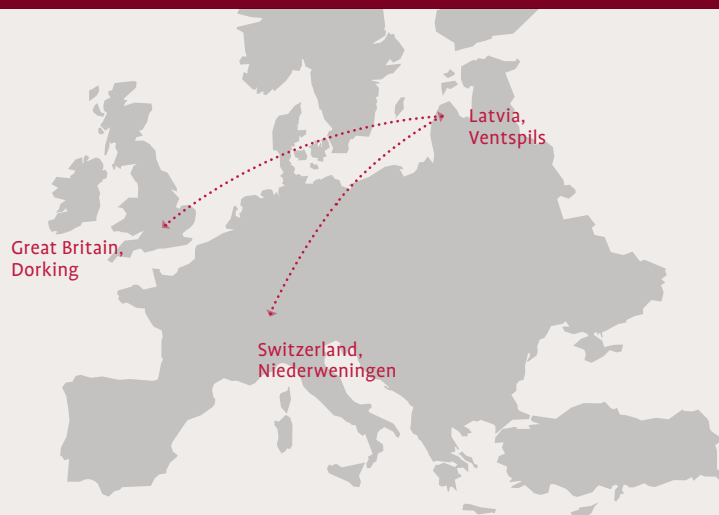 Latvia,
Ventspils
Great Britain,
Dorking
Switzerland,
Niederweningen